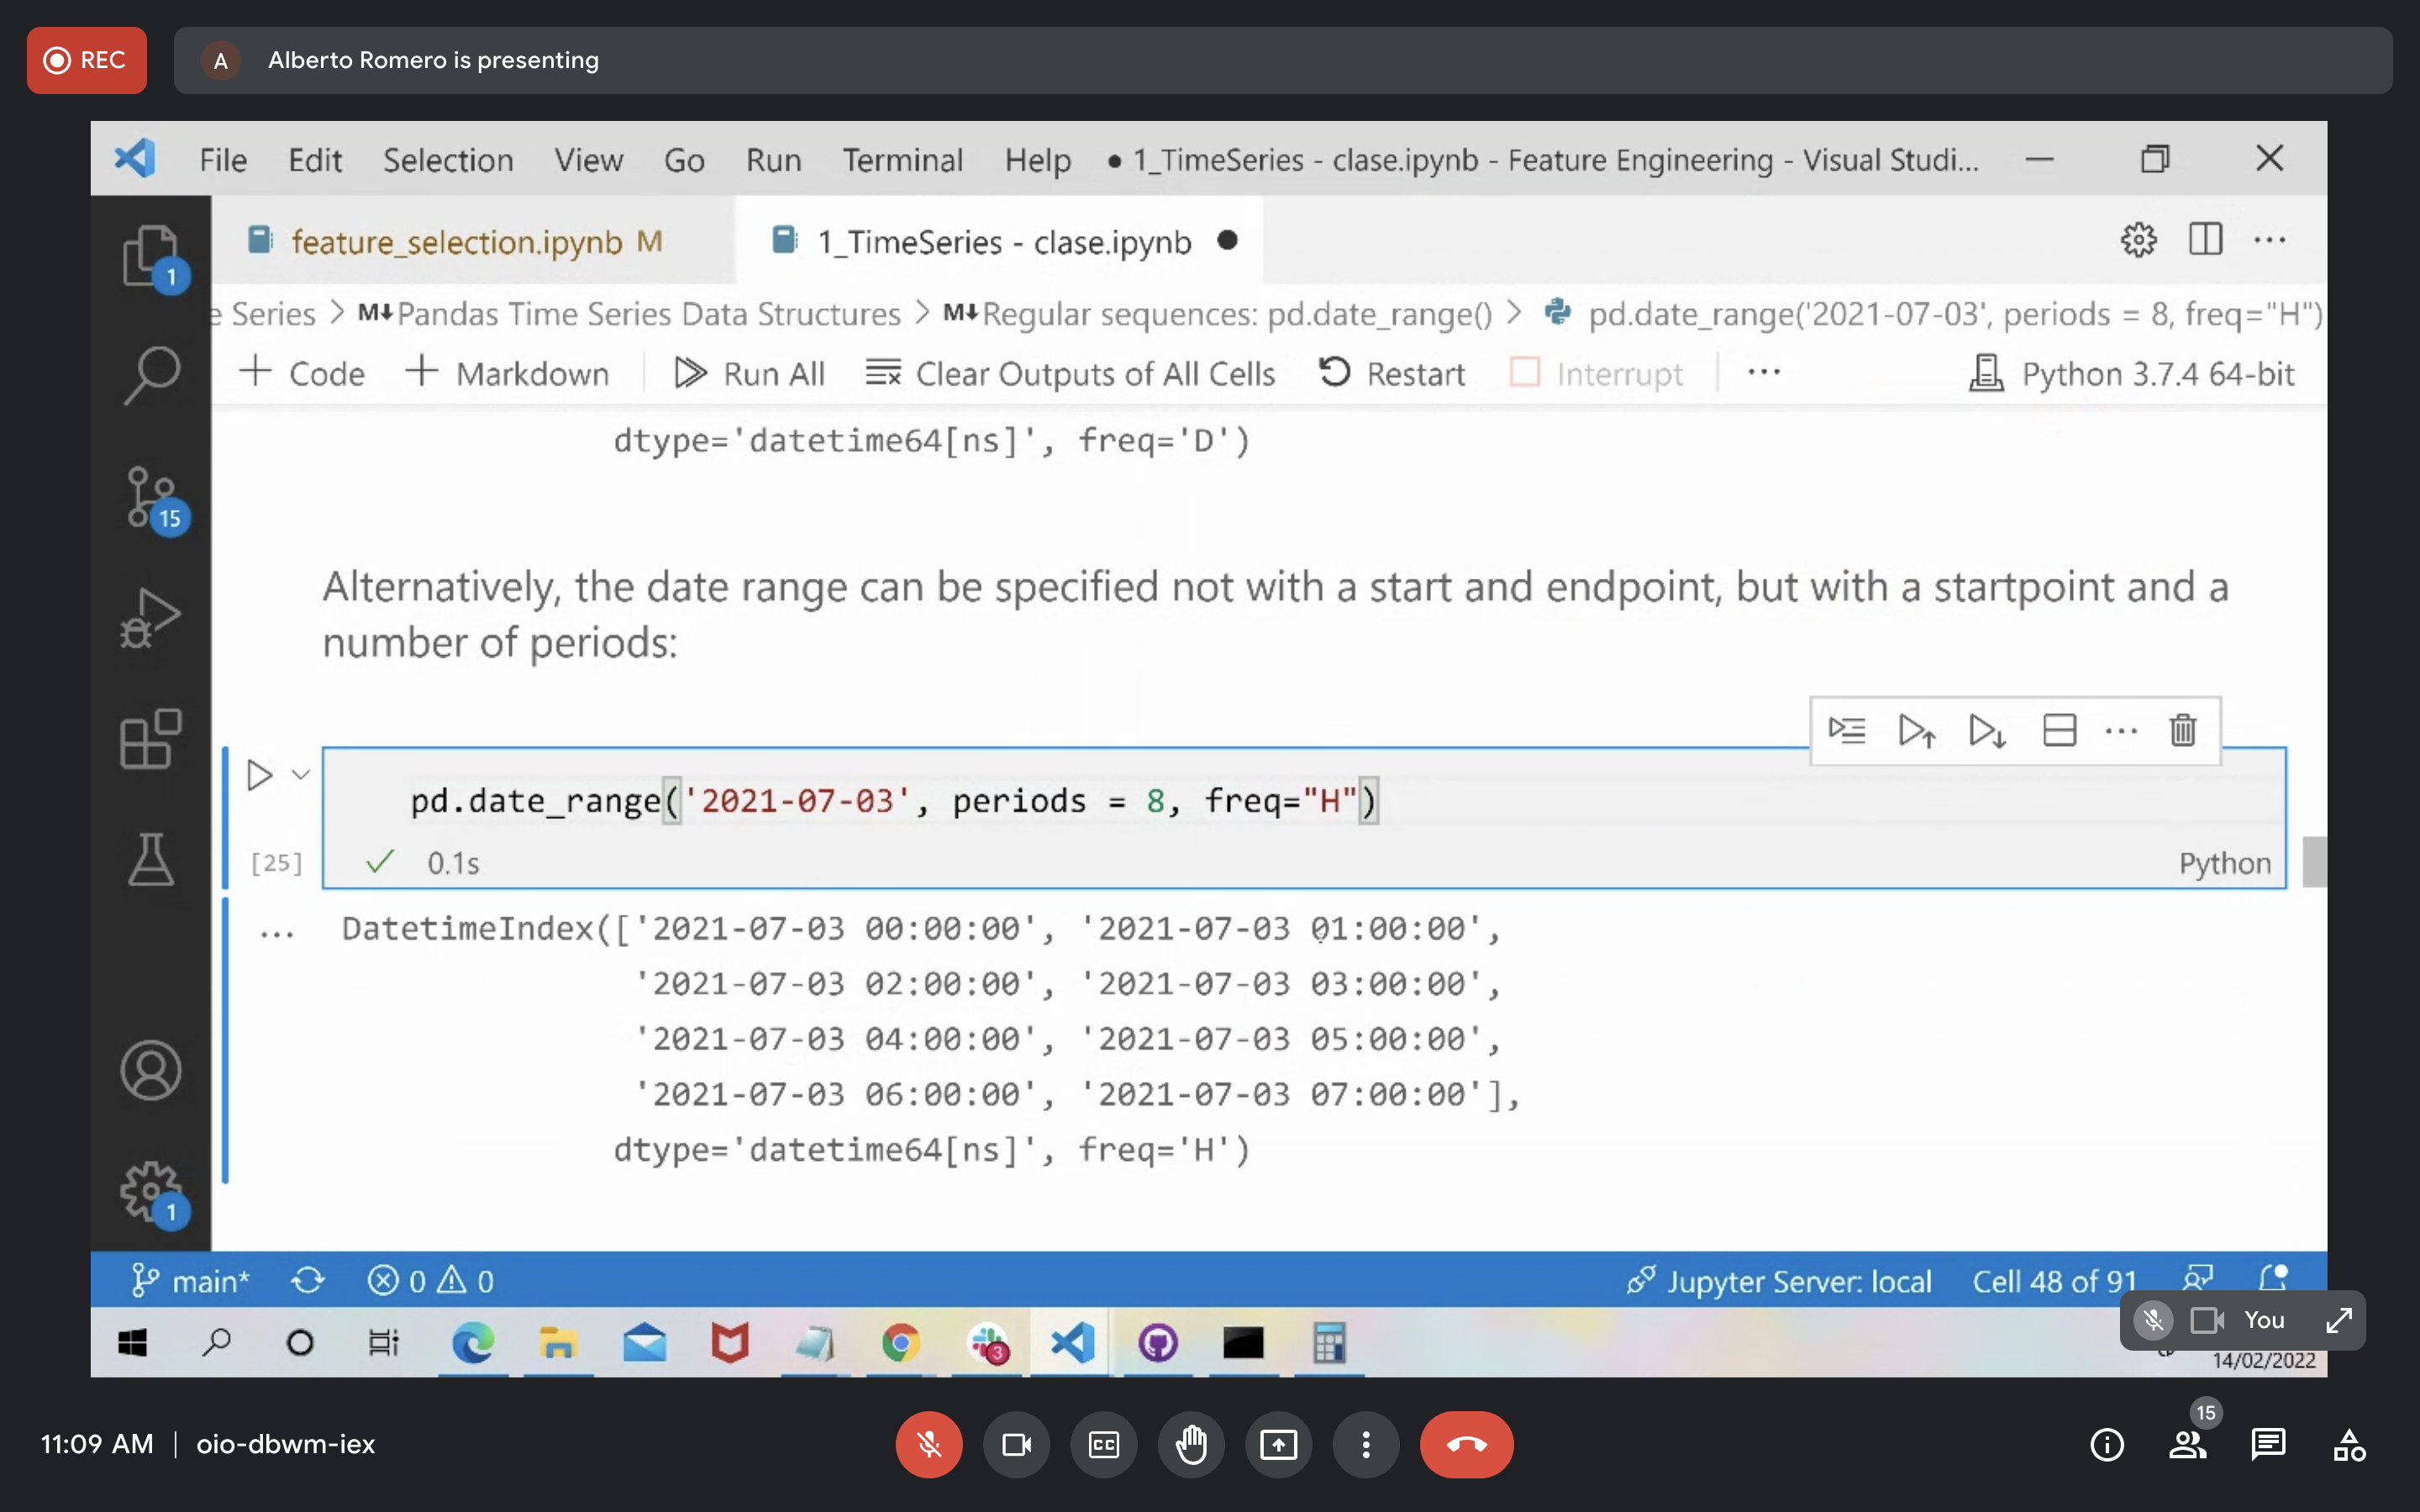 REC
A
Alberto Romero is presenting
File Edit Selection View Go Run Terminal Help ● 1_TimeSeries - clase.ipynb - Feature Engineering - Visual Studi...
feature_selection.ipynb M
1_TimeSeries - clase.ipynb ●
e Series > M↓Pandas Time Series Data Structures > M↓Regular sequences: pd.date_range() > pd.date_range('2021-07-03', periods = 8, freq="H")
+ Code + Markdown Run All Clear Outputs of All Cells Restart Interrupt ... Python 3.7.4 64-bit
1
15
1
dtype='datetime64[ns]', freq='D')
Alternatively, the date range can be specified not with a start and endpoint, but with a startpoint and a
number of periods:
pd.date_range('2021-07-03', periods = 8, freq="H")
[25] ✓ 0.1s
Python
... DatetimeIndex(['2021-07-03 00:00:00', '2021-07-03 01:00:00',
'2021-07-03 02:00:00', '2021-07-03 03:00:00',
'2021-07-03 04:00:00', '2021-07-03 05:00:00',
'2021-07-03 06:00:00', '2021-07-03 07:00:00'],
dtype='datetime64[ns]', freq='H')
main* 0 0
Jupyter Server: local Cell 48 of 91
3
You
14/02/2022
11:09 AM | oio-dbwm-iex
CC
15